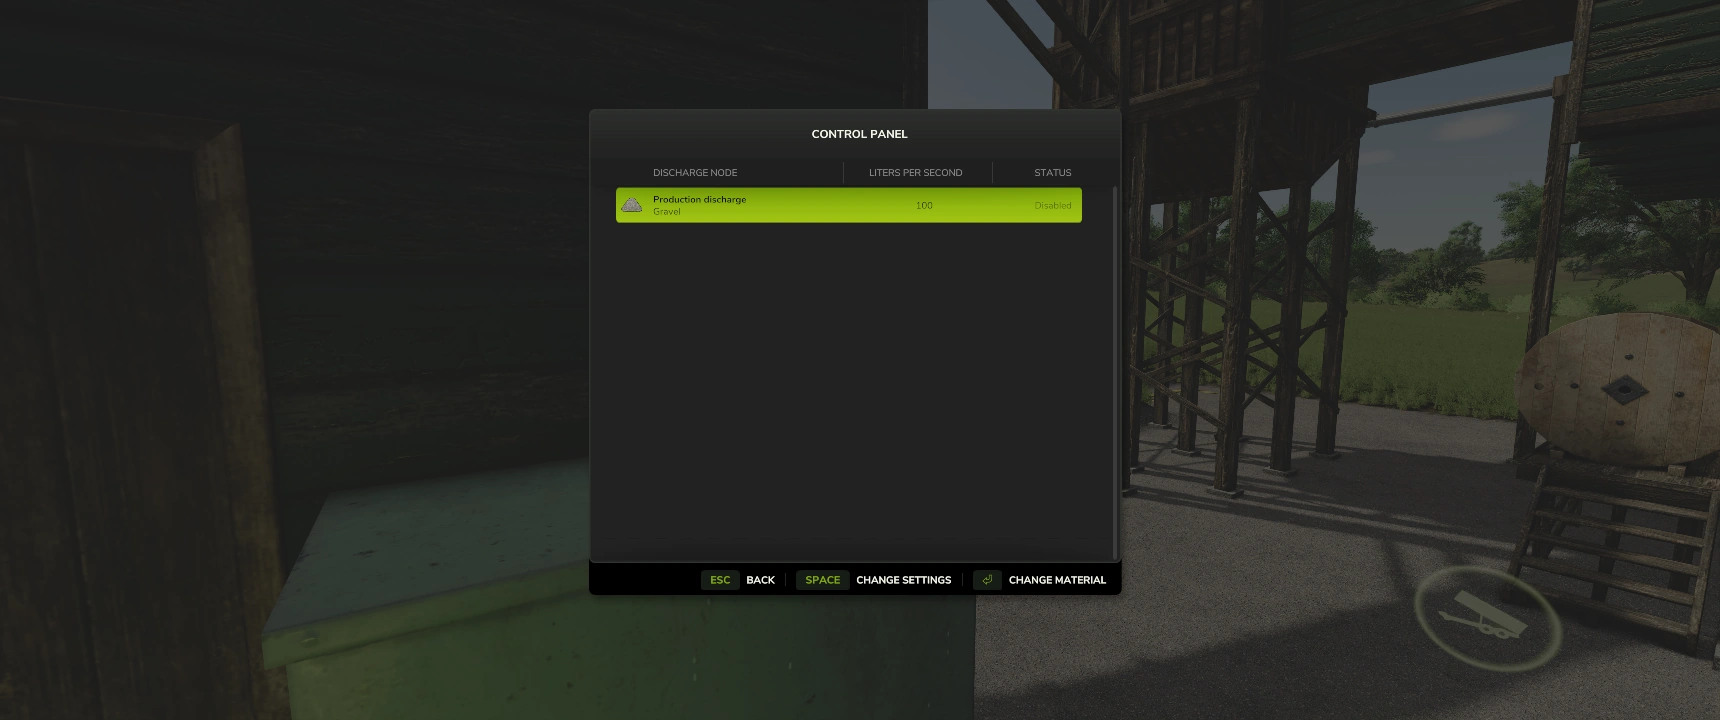 CONTROL PANEL
DISCHARGE NODE
LITERS PER SECOND
STATUS
Production discharge
Gravel
100
Disabled
ESC BACK SPACE CHANGE SETTINGS CHANGE MATERIAL